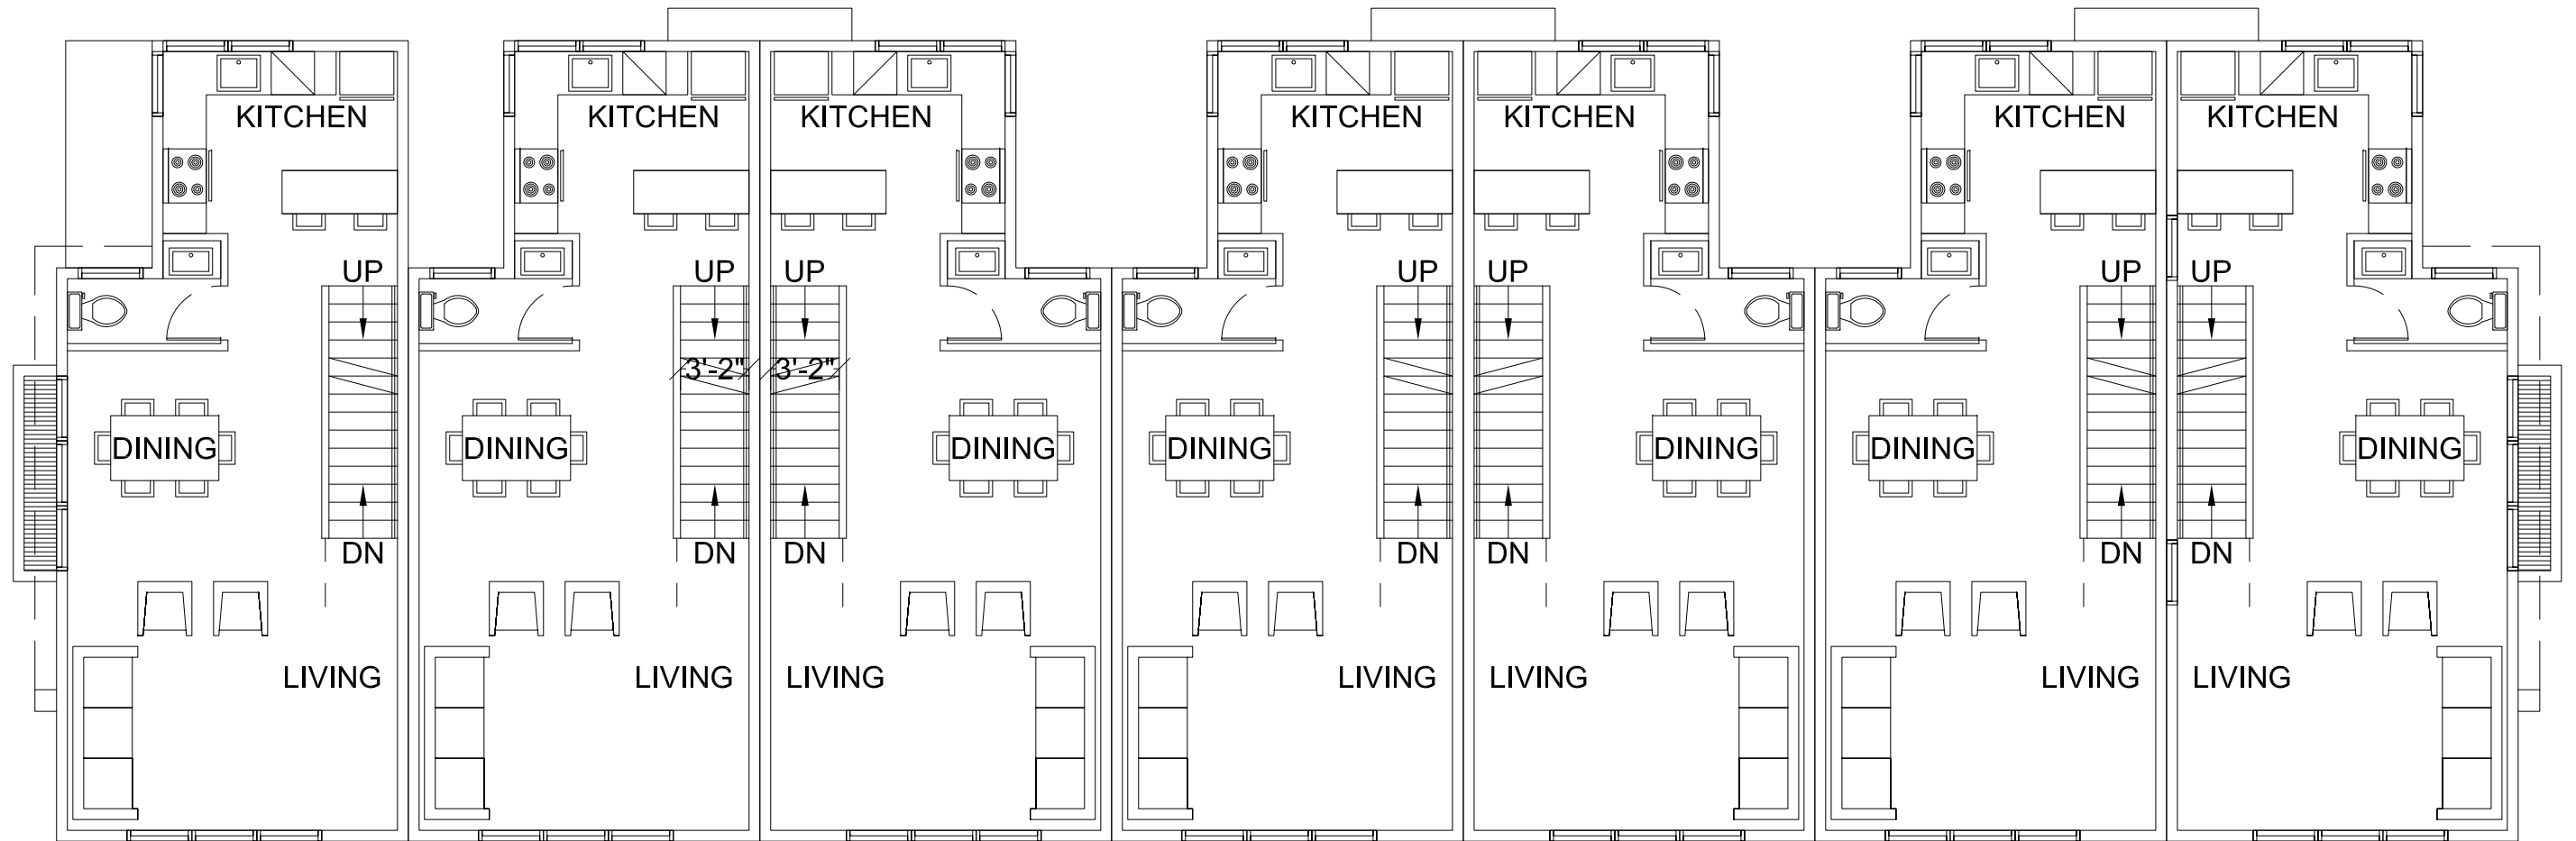 KITCHEN KITCHEN KITCHEN KITCHEN KITCHEN KITCHEN KITCHEN
UP UP UP UP UP UP UP
3'-2" 3'-2"
DINING DINING DINING DINING DINING DINING DINING
DN DN DN DN DN DN DN
LIVING LIVING LIVING LIVING LIVING LIVING LIVING